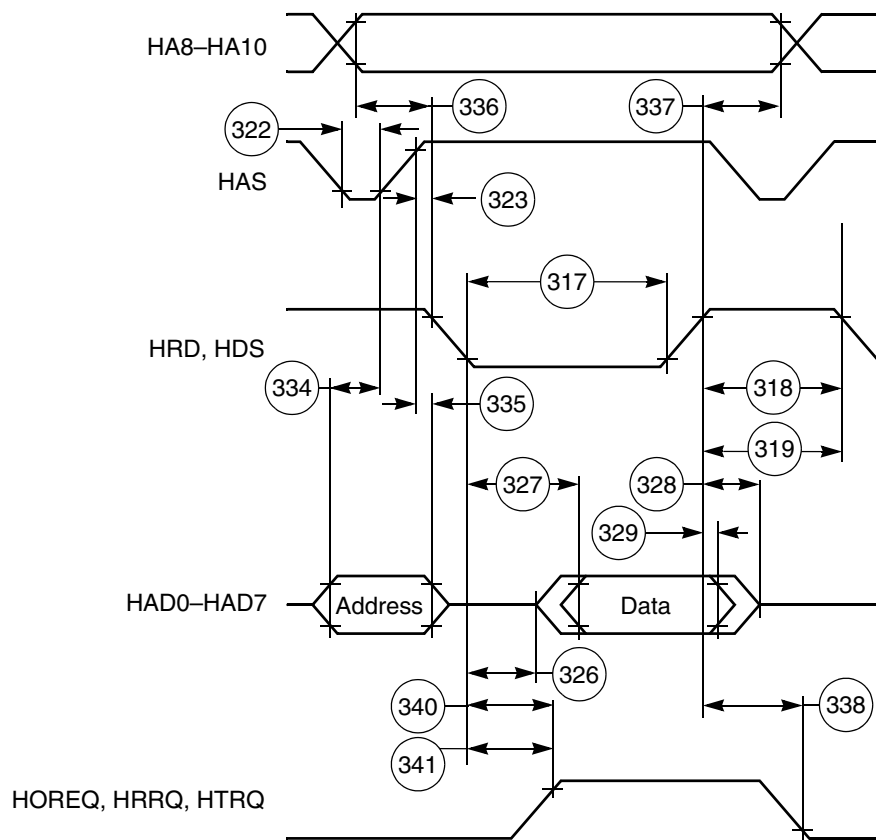 HA8–HA10
336
337
322
HAS
323
317
HRD, HDS
334
335
318
319
327
328
329
HAD0–HAD7
Address
Data
326
340
338
341
HOREQ, HRRQ, HTRQ